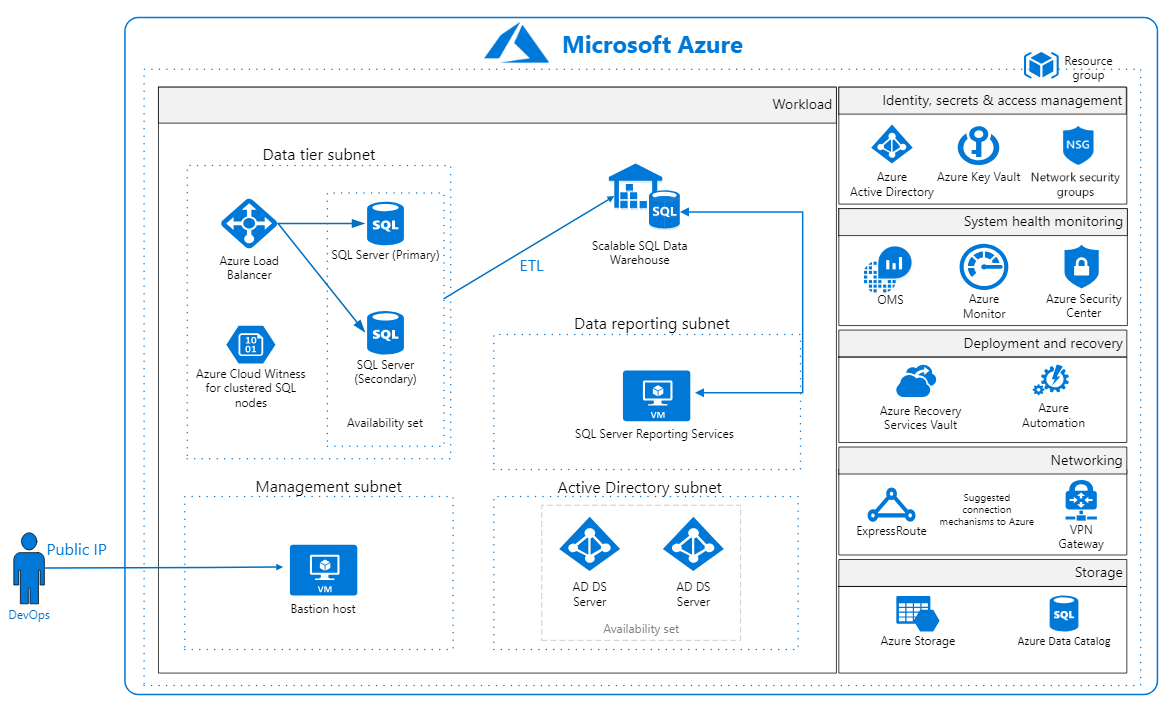 Microsoft Azure
Resource
group
Workload
Data tier subnet
Azure Load
Balancer
SQL
SQL Server (Primary)
SQL
SQL Server
(Secondary)
10
01
Azure Cloud Witness
for clustered SQL
nodes
Availability set
ETL
SQL
Scalable SQL Data
Warehouse
Data reporting subnet
VM
SQL Server Reporting Services
Management subnet
VM
Bastion host
Active Directory subnet
AD DS
Server
AD DS
Server
Availability set
Public IP
DevOps
Identity, secrets & access management
Azure
Active Directory
Azure Key Vault
NSG
Network security
groups
System health monitoring
OMS
Azure
Monitor
Azure Security
Center
Deployment and recovery
Azure Recovery
Services Vault
Azure
Automation
Networking
ExpressRoute
Suggested
connection
mechanisms to Azure
VPN
Gateway
Storage
Azure Storage
SQL
Azure Data Catalog